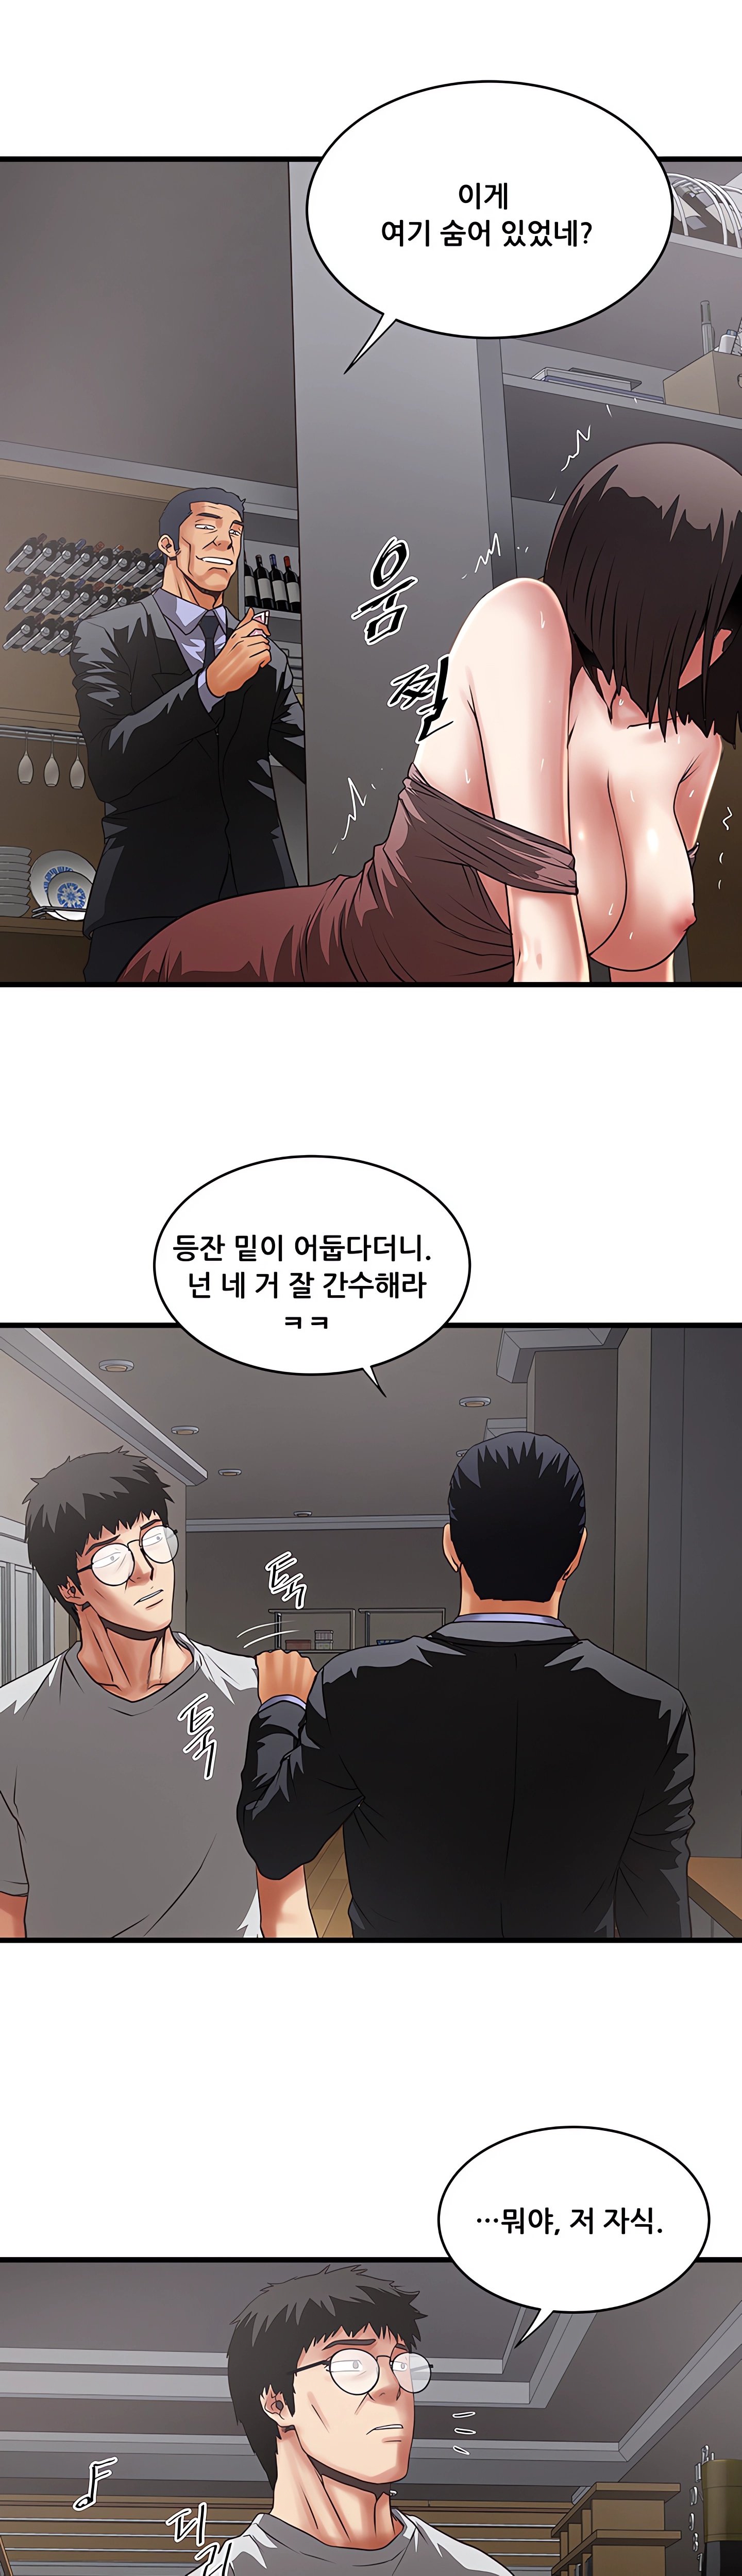 이게
여기 숨어 있었네?
움
찔
등잔 밑이 어둡다더니.
넌 네 거 잘 간수해라
ㅋㅋ
툭
툭
…뭐야, 저 자식.
띠